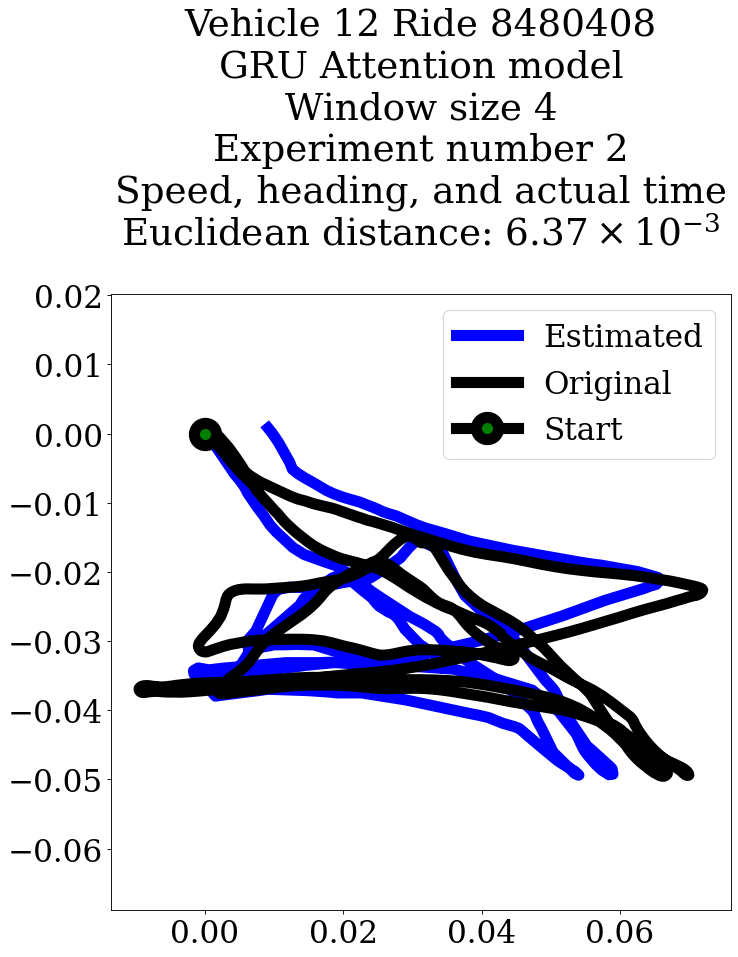 Vehicle 12 Ride 8480408
GRU Attention model
Window size 4
Experiment number 2
Speed, heading, and actual time
Euclidean distance: 6.37 × 10⁻³
0.02
0.01
0.00
−0.01
−0.02
−0.03
−0.04
−0.05
−0.06
Estimated
Original
Start
0.00 0.02 0.04 0.06